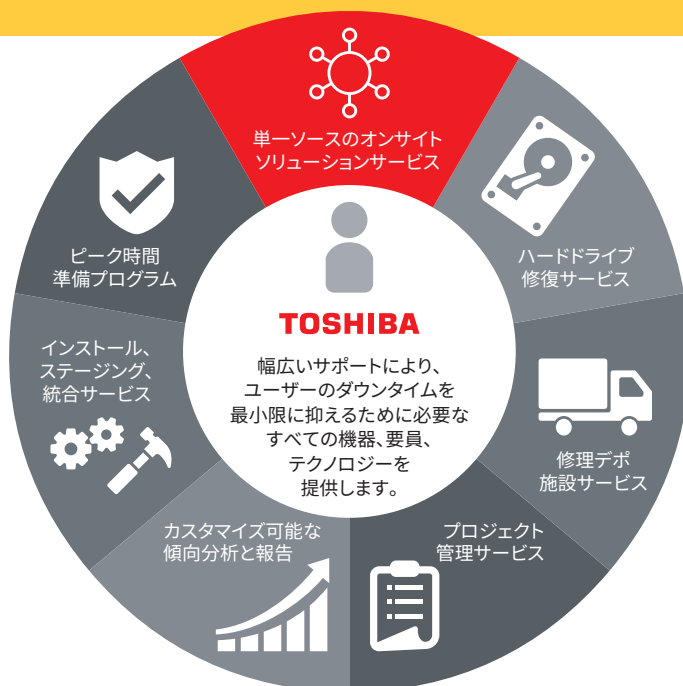 単一ソースのオンサイト
ソリューションサービス
ハードドライブ
修復サービス
修理デポ
施設サービス
プロジェクト
管理サービス
カスタマイズ可能な
傾向分析と報告
インストール、
ステージング、
統合サービス
ピーク時間
準備プログラム
TOSHIBA
幅広いサポートにより、
ユーザーのダウンタイムを
最小限に抑えるために必要な
すべての機器、要員、
テクノロジーを
提供します。